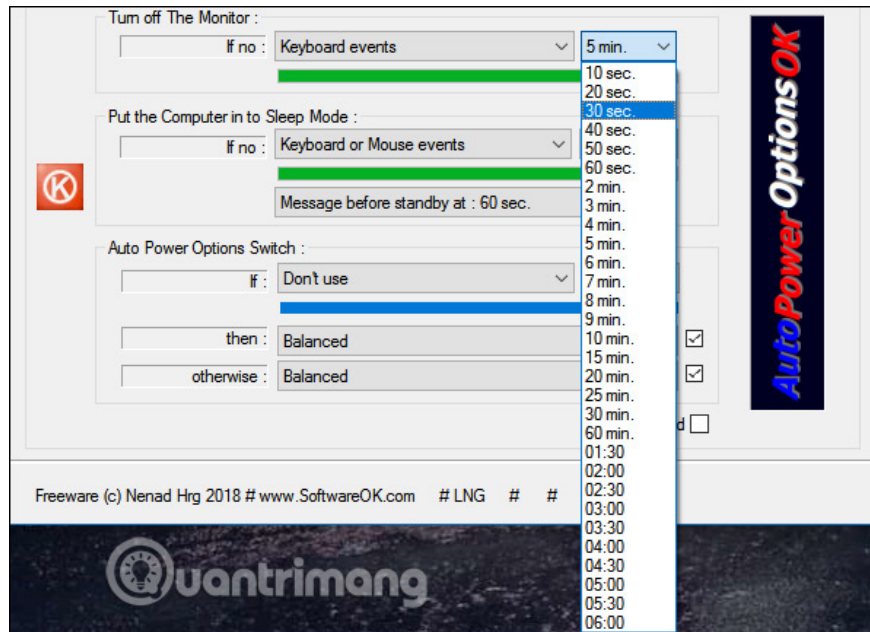 Turn off The Monitor :
If no : Keyboard events 5 min.
10 sec.
20 sec.
30 sec.
40 sec.
50 sec.
60 sec.
2 min.
3 min.
4 min.
5 min.
6 min.
7 min.
8 min.
9 min.
10 min.
15 min.
20 min.
25 min.
30 min.
60 min.
01:30
02:00
02:30
03:00
03:30
04:00
04:30
05:00
05:30
06:00
Put the Computer in to Sleep Mode :
If no : Keyboard or Mouse events
Message before standby at : 60 sec.
Auto Power Options Switch :
If : Don't use
then : Balanced
otherwise : Balanced
d
K
AutoPowerOptionsOK
Freeware (c) Nenad Hrg 2018 # www.SoftwareOK.com # LNG # #
Quantrimang